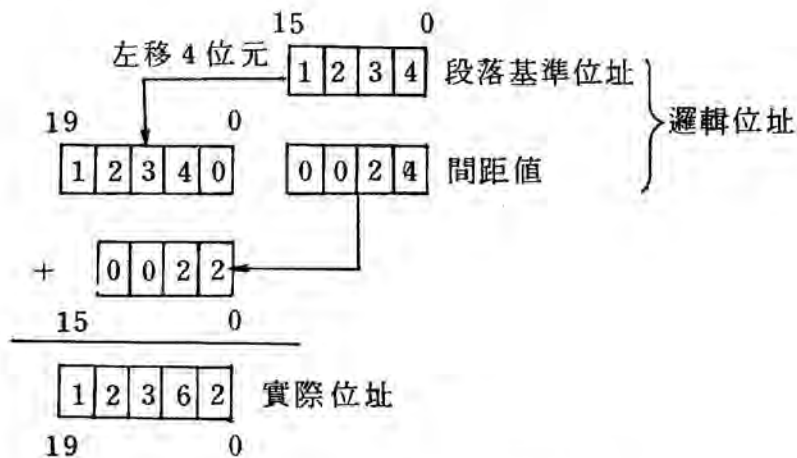 15 0
左移 4 位元
1 2 3 4 段落基準位址
邏輯位址
19 0
1 2 3 4 0 0 0 2 4 間距值
+ 0 0 2 2
15 0
1 2 3 6 2 實際位址
19 0